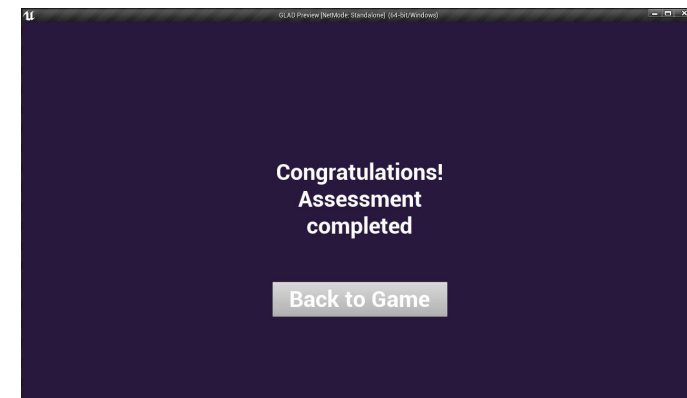 GLAD Preview [NetMode: Standalone] (64-bit/Windows)
Congratulations!
Assessment
completed
Back to Game